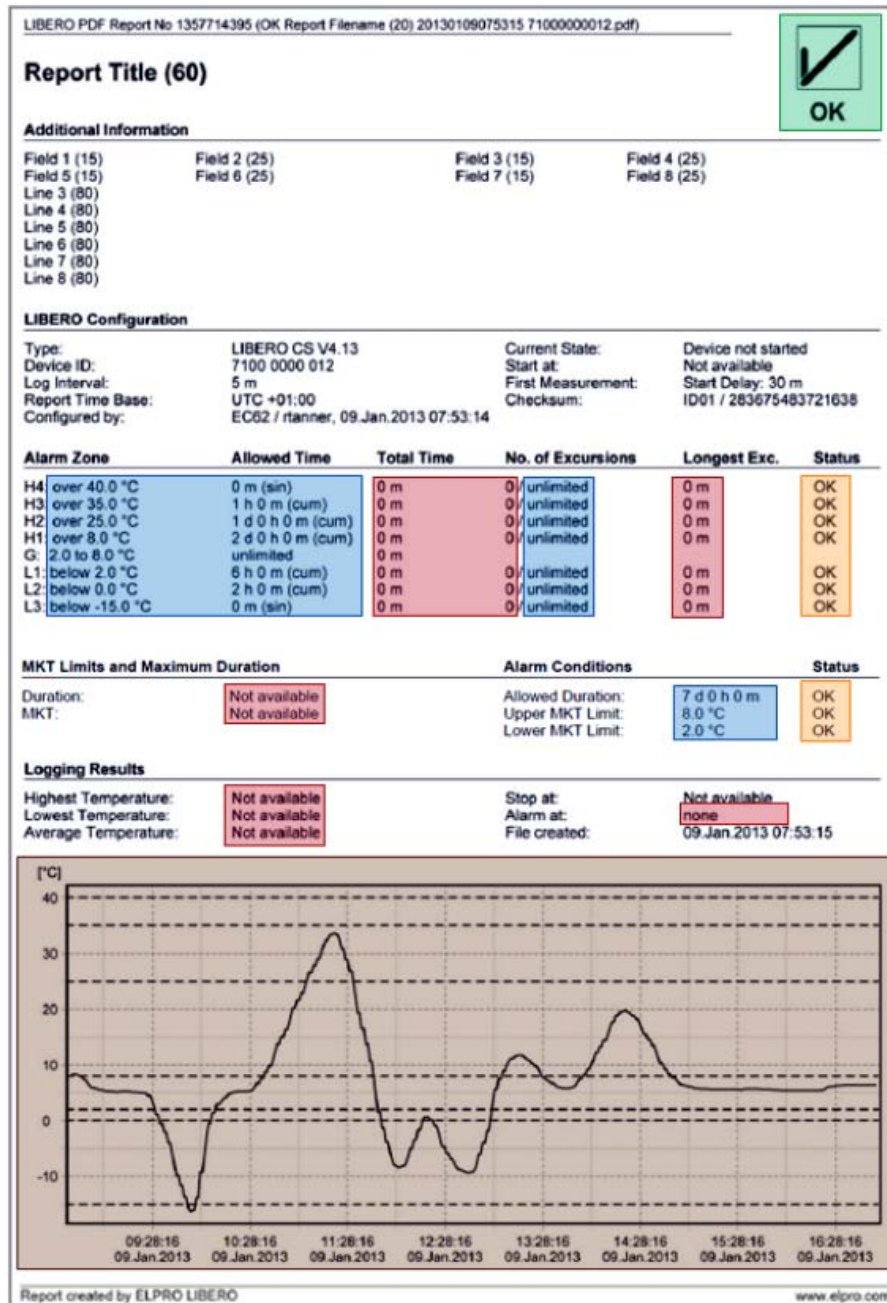 LIBERO PDF Report No 1357714395 (OK Report Filename (20) 20130109075315 71000000012.pdf)
Report Title (60)
OK
Additional Information
Field 1 (15) Field 2 (25) Field 3 (15) Field 4 (25)
Field 5 (15) Field 6 (25) Field 7 (15) Field 8 (25)
Line 3 (80)
Line 4 (80)
Line 5 (80)
Line 6 (80)
Line 7 (80)
Line 8 (80)
LIBERO Configuration
Type: LIBERO CS V4.13 Current State: Device not started
Device ID: 7100 0000 012 Start at: Not available
Log Interval: 5 m First Measurement: Start Delay: 30 m
Report Time Base: UTC +01:00 Checksum: ID01 / 283675483721638
Configured by: EC62 / rtanner, 09.Jan.2013 07:53:14
Alarm Zone Allowed Time Total Time No. of Excursions Longest Exc. Status
H4: over 40.0 °C 0 m (sin) 0 m 0 / unlimited 0 m OK
H3: over 35.0 °C 1 h 0 m (cum) 0 m 0 / unlimited 0 m OK
H2: over 25.0 °C 1 d 0 h 0 m (cum) 0 m 0 / unlimited 0 m OK
H1: over 8.0 °C 2 d 0 h 0 m (cum) 0 m 0 / unlimited 0 m OK
G: 2.0 to 8.0 °C unlimited 0 m
L1: below 2.0 °C 6 h 0 m (cum) 0 m 0 / unlimited 0 m OK
L2: below 0.0 °C 2 h 0 m (cum) 0 m 0 / unlimited 0 m OK
L3: below -15.0 °C 0 m (sin) 0 m 0 / unlimited 0 m OK
MKT Limits and Maximum Duration Alarm Conditions Status
Duration: Not available Allowed Duration: 7 d 0 h 0 m OK
MKT: Not available Upper MKT Limit: 8.0 °C OK
Lower MKT Limit: 2.0 °C OK
Logging Results
Highest Temperature: Not available Stop at: Not available
Lowest Temperature: Not available Alarm at: none
Average Temperature: Not available File created: 09.Jan.2013 07:53:15
[°C]
40
30
20
10
0
-10
09:28:16 10:28:16 11:28:16 12:28:16 13:28:16 14:28:16 15:28:16 16:28:16
09.Jan.2013 09.Jan.2013 09.Jan.2013 09.Jan.2013 09.Jan.2013 09.Jan.2013 09.Jan.2013 09.Jan.2013
Report created by ELPRO LIBERO www.elpro.com